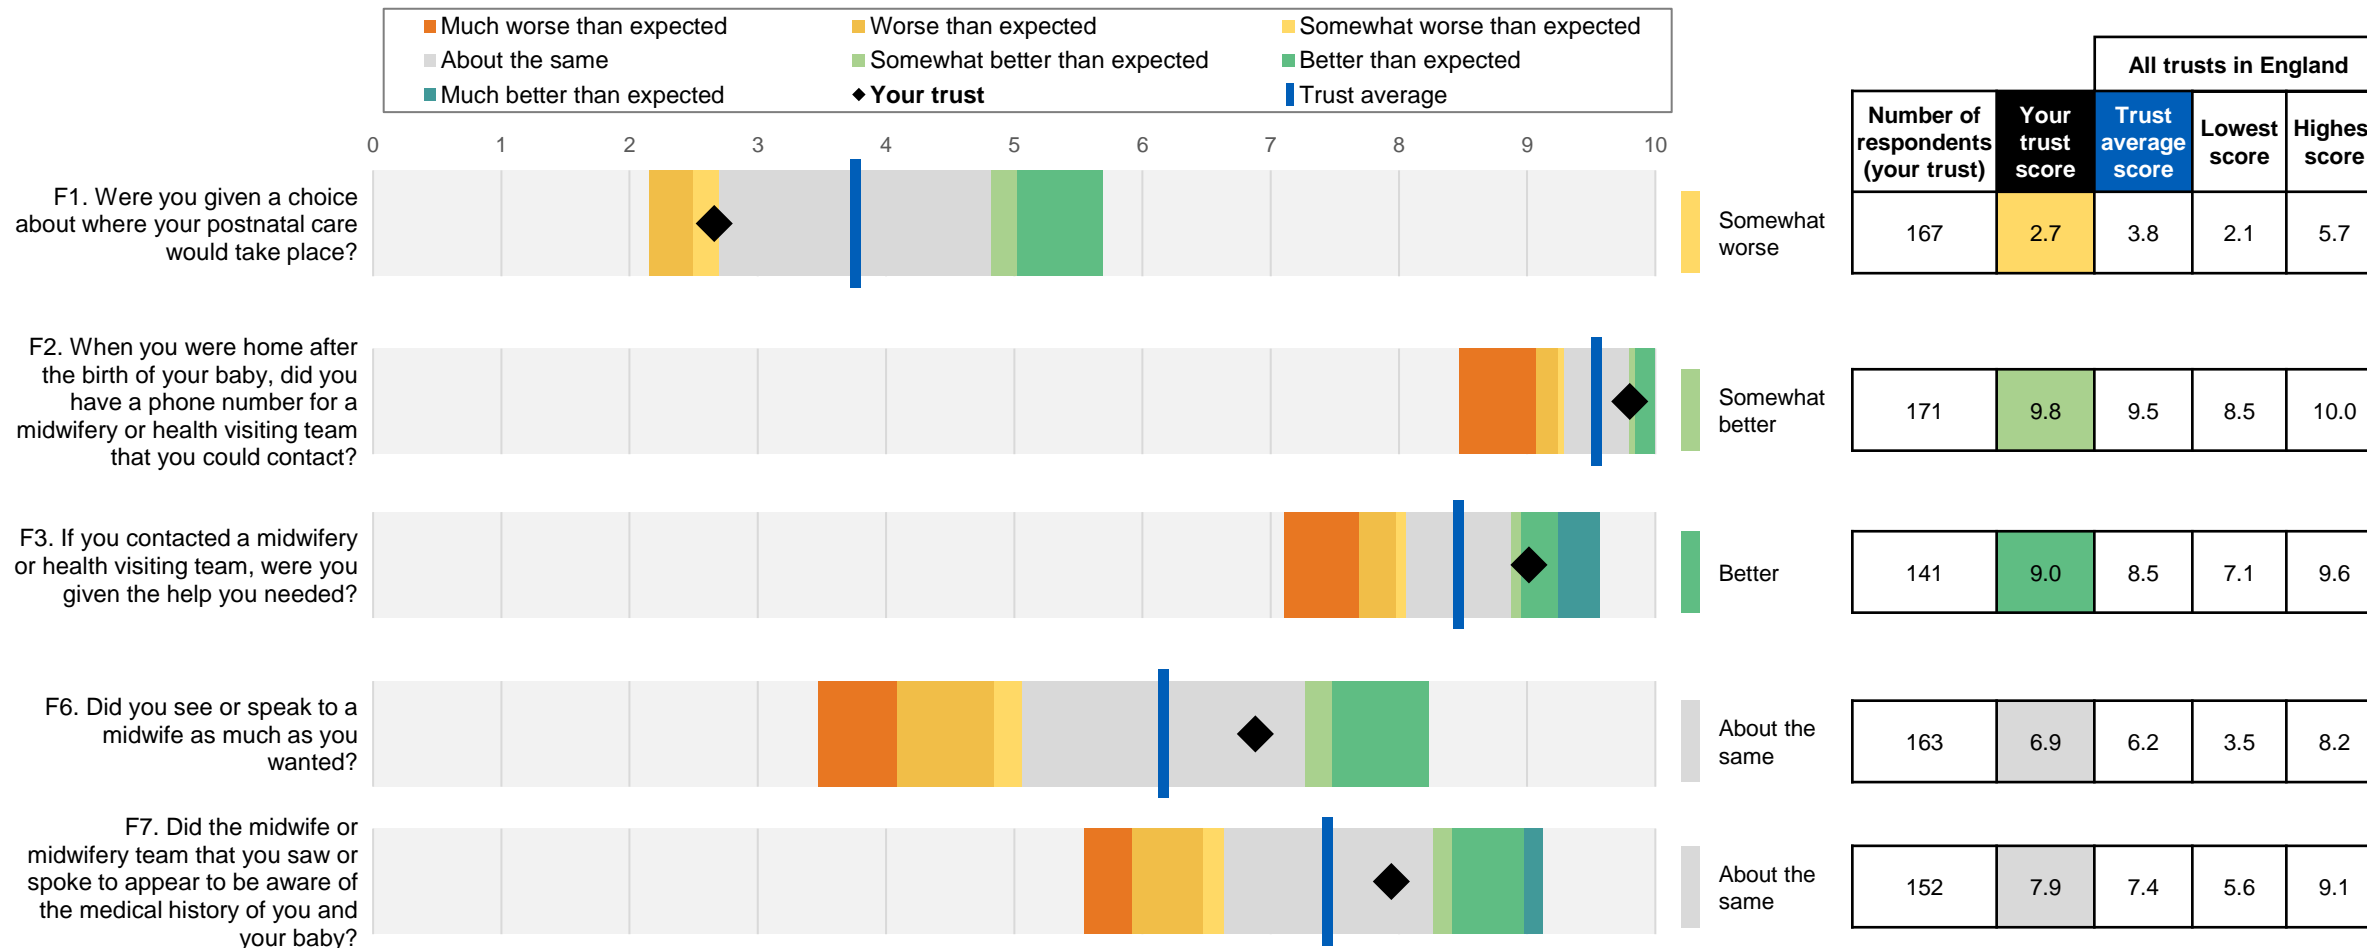 Much worse than expected
Worse than expected
Somewhat worse than expected
About the same
Somewhat better than expected
Better than expected
Much better than expected
Your trust
Trust average
All trusts in England
Number of
respondents
(your trust)
Your
trust
score
Trust
average
score
Lowest
score
Highes
score
0 1 2 3 4 5 6 7 8 9 10
F1. Were you given a choice
about where your postnatal care
would take place?
Somewhat
worse
167 2.7 3.8 2.1 5.7
F2. When you were home after
the birth of your baby, did you
have a phone number for a
midwifery or health visiting team
that you could contact?
Somewhat
better
171 9.8 9.5 8.5 10.0
F3. If you contacted a midwifery
or health visiting team, were you
given the help you needed?
Better
141 9.0 8.5 7.1 9.6
F6. Did you see or speak to a
midwife as much as you
wanted?
About the
same
163 6.9 6.2 3.5 8.2
F7. Did the midwife or
midwifery team that you saw or
spoke to appear to be aware of
the medical history of you and
your baby?
About the
same
152 7.9 7.4 5.6 9.1